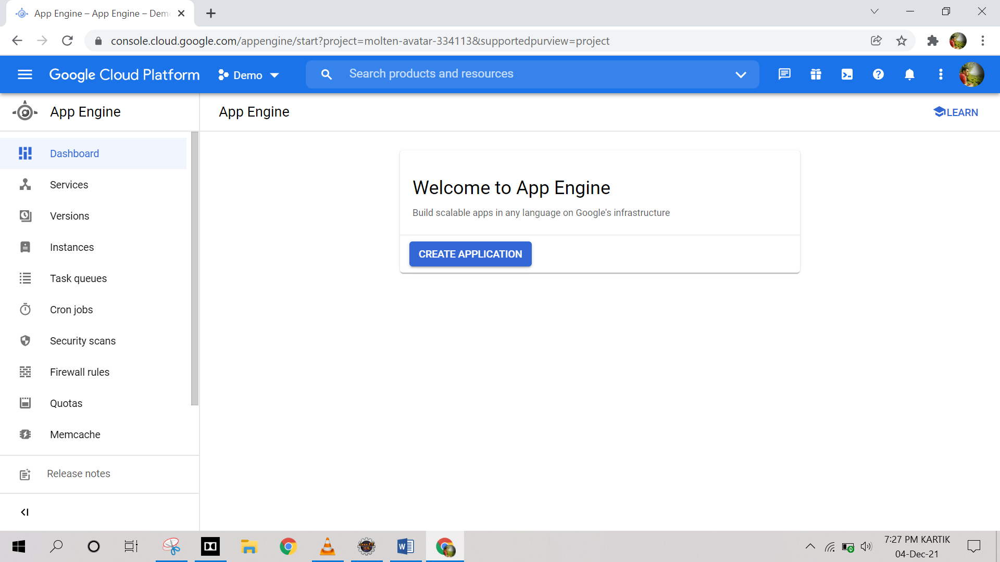 App Engine – App Engine – Dem
console.cloud.google.com/appengine/start?project=molten-avatar-334113&supportedpurview=project
Google Cloud Platform
Demo
Search products and resources
App Engine
App Engine
LEARN
Dashboard
Services
Versions
Instances
Task queues
Cron jobs
Security scans
Firewall rules
Quotas
Memcache
Release notes
Welcome to App Engine
Build scalable apps in any language on Google's infrastructure
CREATE APPLICATION
Java EE
IDE
W
7:27 PM KARTIK
04-Dec-21